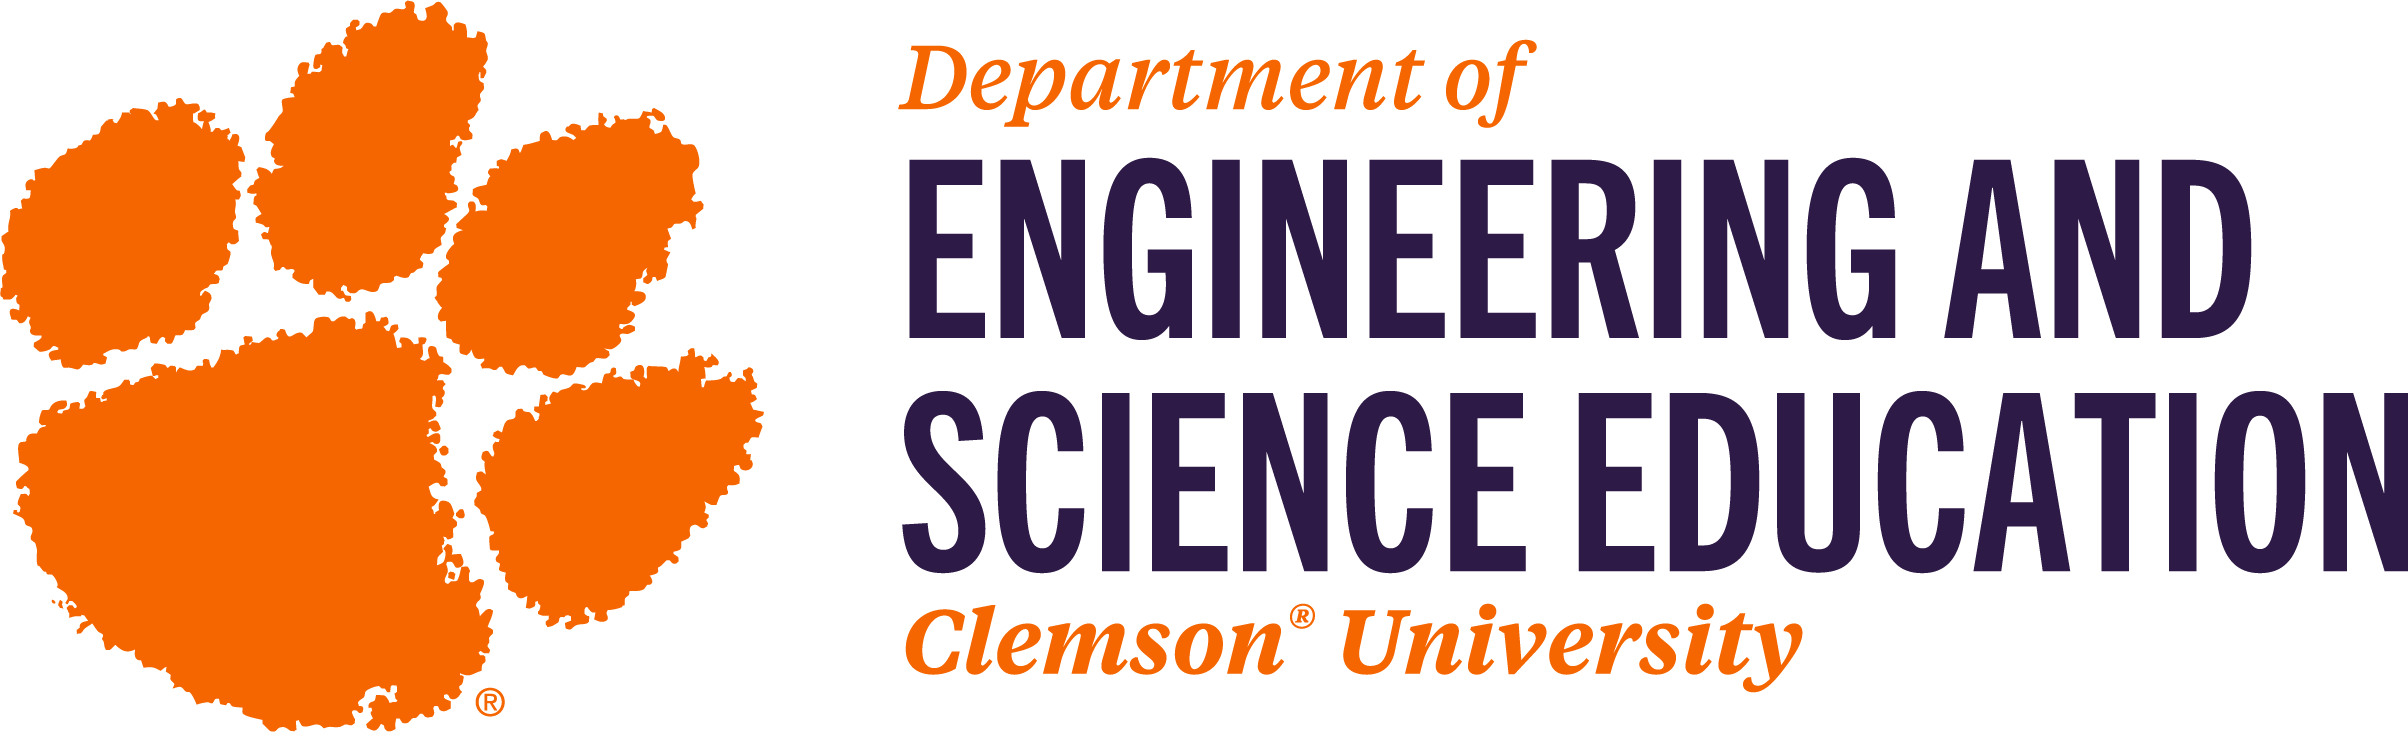 Department of
ENGINEERING AND
SCIENCE EDUCATION
Clemson® University
®